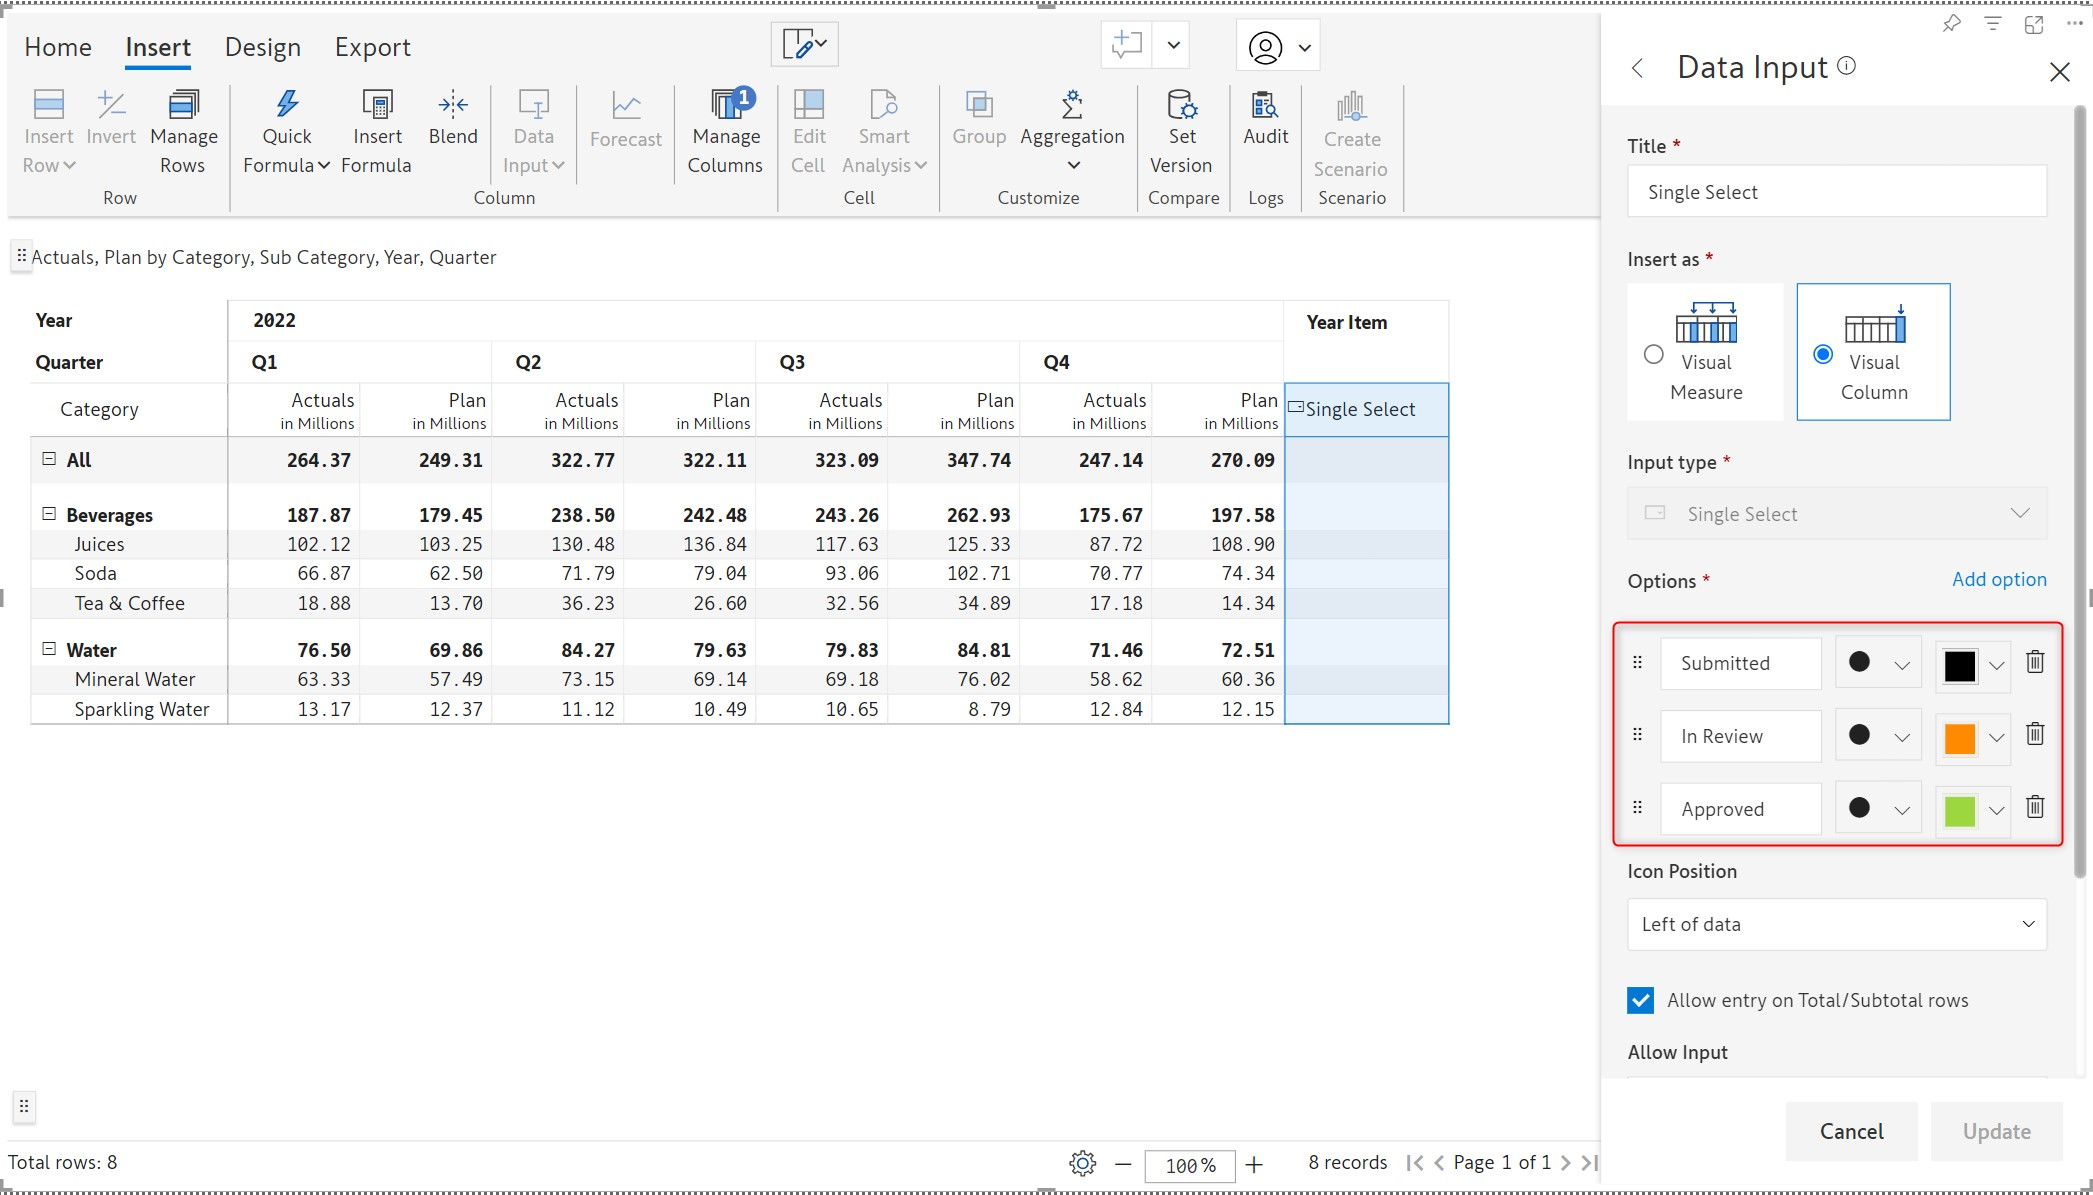 Home Insert Design Export
Insert Row
Invert
Manage Rows
Row
Quick Formula
Insert Formula
Blend
Data Input
Forecast
1
Manage Columns
Column
Edit Cell
Smart Analysis
Cell
Group
Aggregation
Customize
Set Version
Compare
Audit
Logs
Create Scenario
Scenario
Actuals, Plan by Category, Sub Category, Year, Quarter
Year 2022 Year Item
Quarter Q1 Q2 Q3 Q4
Category Actuals in Millions Plan in Millions Actuals in Millions Plan in Millions Actuals in Millions Plan in Millions Actuals in Millions Plan in Millions Single Select
All 264.37 249.31 322.77 322.11 323.09 347.74 247.14 270.09
Beverages 187.87 179.45 238.50 242.48 243.26 262.93 175.67 197.58
Juices 102.12 103.25 130.48 136.84 117.63 125.33 87.72 108.90
Soda 66.87 62.50 71.79 79.04 93.06 102.71 70.77 74.34
Tea & Coffee 18.88 13.70 36.23 26.60 32.56 34.89 17.18 14.34
Water 76.50 69.86 84.27 79.63 79.83 84.81 71.46 72.51
Mineral Water 63.33 57.49 73.15 69.14 69.18 76.02 58.62 60.36
Sparkling Water 13.17 12.37 11.12 10.49 10.65 8.79 12.84 12.15
Total rows: 8
100%
8 records
Page 1 of 1
Data Input
Title *
Single Select
Insert as *
Visual Measure
Visual Column
Input type *
Single Select
Options * Add option
Submitted
In Review
Approved
Icon Position
Left of data
Allow entry on Total/Subtotal rows
Allow Input
Cancel Update